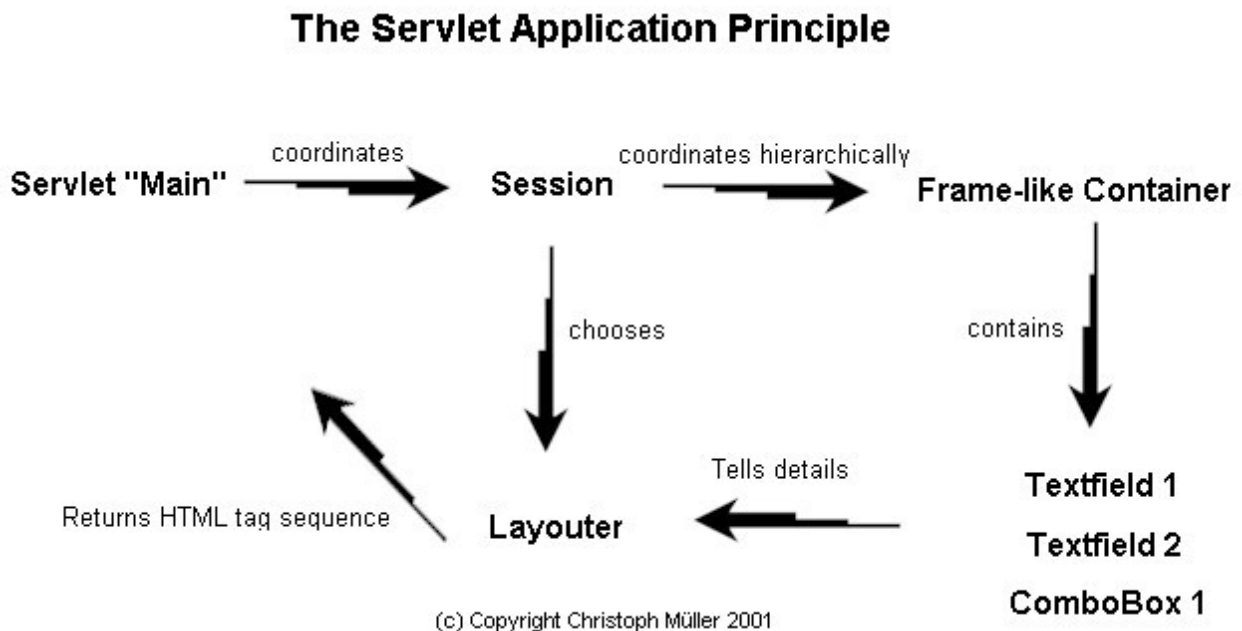 The Servlet Application Principle
coordinates
coordinates hierarchically
Servlet "Main"
Session
Frame-like Container
chooses
contains
Tells details
Textfield 1
Returns HTML tag sequence
Layouter
Textfield 2
ComboBox 1
(c) Copyright Christoph Müller 2001